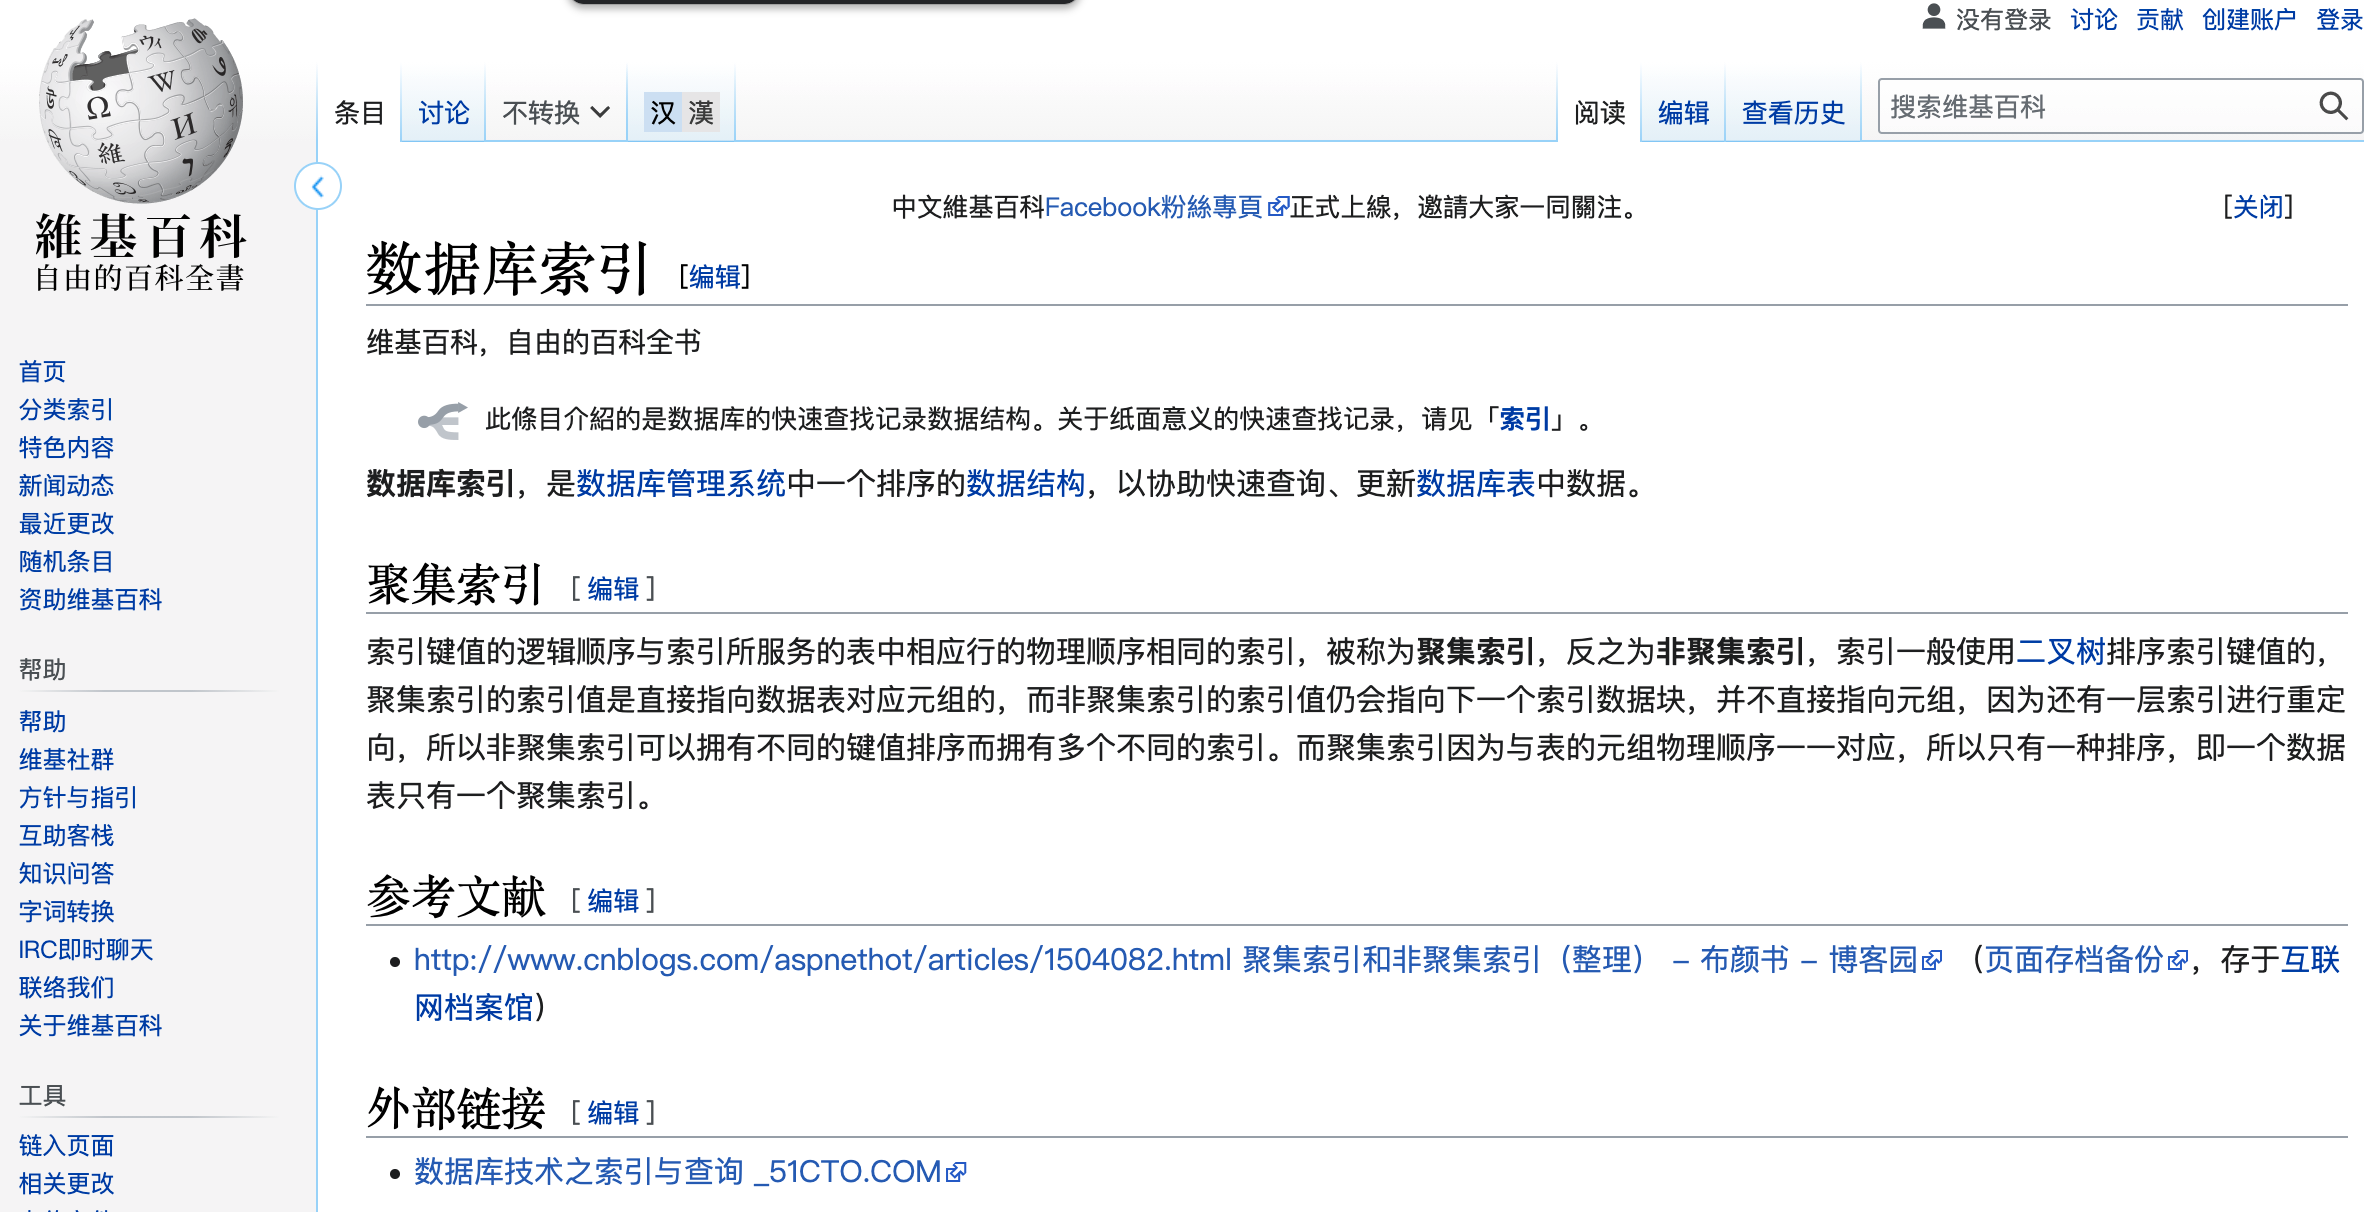 没有登录 讨论 贡献 创建账户 登录
維基百科
自由的百科全書
条目 讨论 不转换 汉 漢 阅读 编辑 查看历史 搜索维基百科
中文維基百科Facebook粉絲專頁正式上線，邀請大家一同關注。 [关闭]
数据库索引 [编辑]
维基百科，自由的百科全书
此條目介紹的是数据库的快速查找记录数据结构。关于纸面意义的快速查找记录，请见「索引」。
数据库索引，是数据库管理系统中一个排序的数据结构，以协助快速查询、更新数据库表中数据。
聚集索引 [ 编辑 ]
索引键值的逻辑顺序与索引所服务的表中相应行的物理顺序相同的索引，被称为聚集索引，反之为非聚集索引，索引一般使用二叉树排序索引键值的，
聚集索引的索引值是直接指向数据表对应元组的，而非聚集索引的索引值仍会指向下一个索引数据块，并不直接指向元组，因为还有一层索引进行重定
向，所以非聚集索引可以拥有不同的键值排序而拥有多个不同的索引。而聚集索引因为与表的元组物理顺序一一对应，所以只有一种排序，即一个数据
表只有一个聚集索引。
参考文献 [ 编辑 ]
http://www.cnblogs.com/aspnethot/articles/1504082.html 聚集索引和非聚集索引（整理） – 布颜书 – 博客园 （页面存档备份，存于互联
网档案馆）
外部链接 [ 编辑 ]
数据库技术之索引与查询 _51CTO.COM
首页
分类索引
特色内容
新闻动态
最近更改
随机条目
资助维基百科
帮助
帮助
维基社群
方针与指引
互助客栈
知识问答
字词转换
IRC即时聊天
联络我们
关于维基百科
工具
链入页面
相关更改